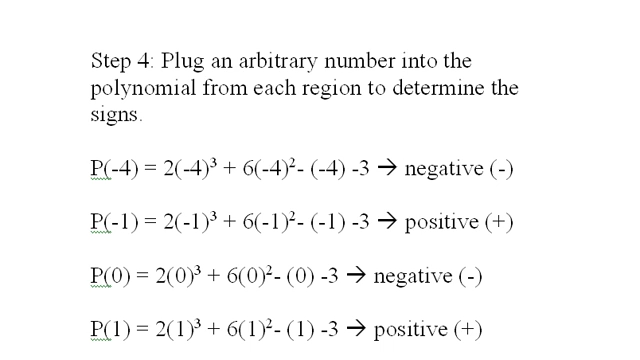 Step 4: Plug an arbitrary number into the
polynomial from each region to determine the
signs.
P(-4) = 2(-4)³ + 6(-4)²- (-4) -3 → negative (-)
P(-1) = 2(-1)³ + 6(-1)²- (-1) -3 → positive (+)
P(0) = 2(0)³ + 6(0)²- (0) -3 → negative (-)
P(1) = 2(1)³ + 6(1)²- (1) -3 → positive (+)